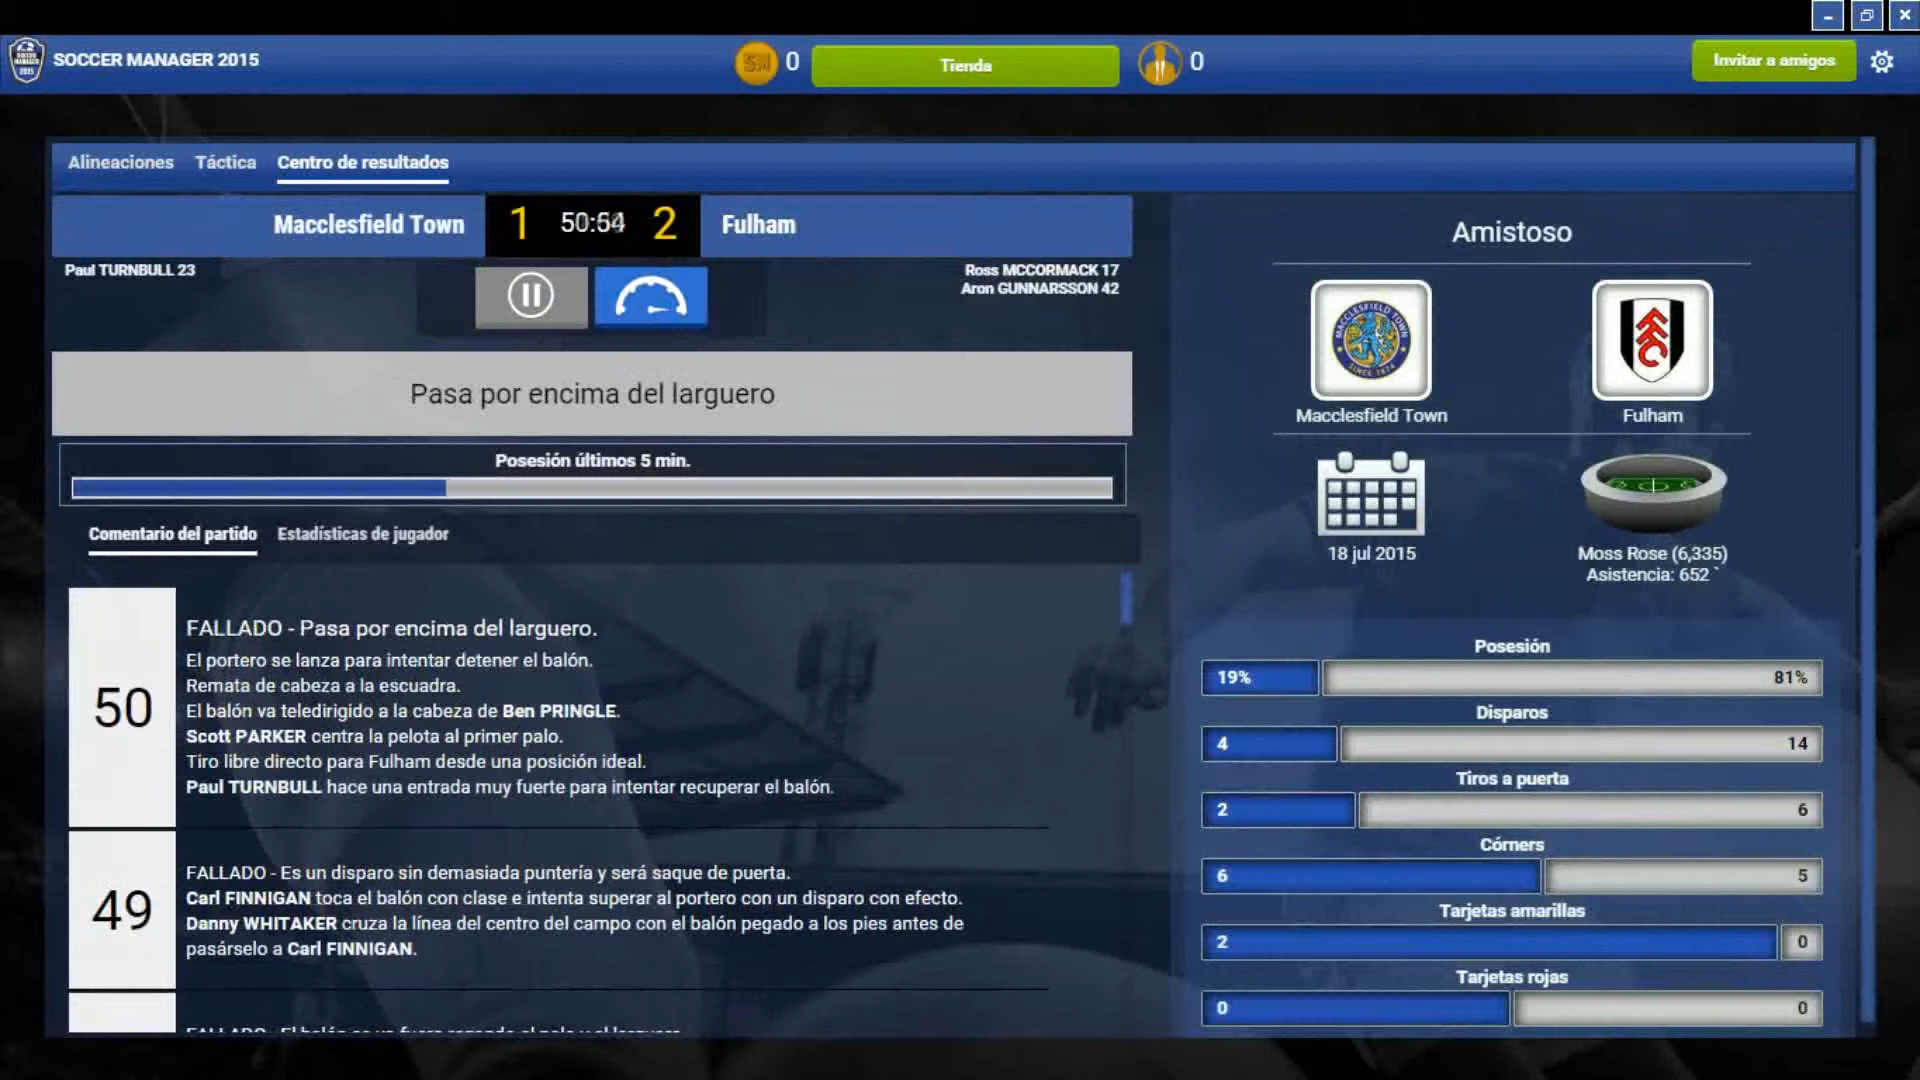 SOCCER MANAGER 2015
0
Tienda
0
Invitar a amigos
Alineaciones
Táctica
Centro de resultados
Macclesfield Town
1
2
Fulham
Paul TURNBULL 23
Ross MCCORMACK 17
Aron GUNNARSSON 42
Pasa por encima del larguero
Posesión últimos 5 min.
Comentario del partido
Estadísticas de jugador
50
FALLADO - Pasa por encima del larguero.
El portero se lanza para intentar detener el balón.
Remata de cabeza a la escuadra.
El balón va teledirigido a la cabeza de Ben PRINGLE.
Scott PARKER centra la pelota al primer palo.
Tiro libre directo para Fulham desde una posición ideal.
Paul TURNBULL hace una entrada muy fuerte para intentar recuperar el balón.
49
FALLADO - Es un disparo sin demasiada puntería y será saque de puerta.
Carl FINNIGAN toca el balón con clase e intenta superar al portero con un disparo con efecto.
Danny WHITAKER cruza la línea del centro del campo con el balón pegado a los pies antes de
pasárselo a Carl FINNIGAN.
Amistoso
Macclesfield Town
Fulham
18 jul 2015
Moss Rose (6,335)
Asistencia: 652
Posesión
19%
81%
Disparos
4
14
Tiros a puerta
2
6
Córners
6
5
Tarjetas amarillas
2
0
Tarjetas rojas
0
0